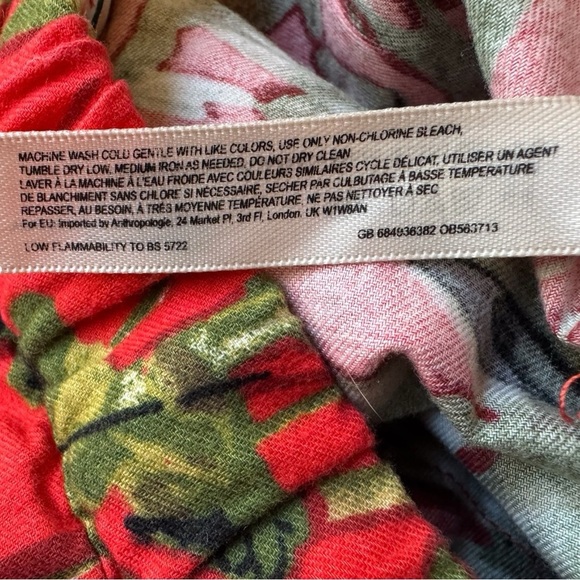 MACHINE WASH COLD GENTLE WITH LIKE COLORS, USE ONLY NON-CHLORINE BLEACH,
TUMBLE DRY LOW, MEDIUM IRON AS NEEDED, DO NOT DRY CLEAN
LAVER À LA MACHINE À L'EAU FROIDE AVEC COULEURS SIMILAIRES CYCLE DÉLICAT, UTILISER UN AGENT
DE BLANCHIMENT SANS CHLORE SI NÉCESSAIRE, SECHER PAR CULBUTAGE À BASSE TEMPERATURE
REPASSER, AU BESOIN, À TRÉS MOYENNE TEMPÉRATURE, NE PAS NETTOYER À SEC
For EU: Imported by Anthropologie, 24 Market Pl, 3rd Fl, London, UK W1W8AN
GB 684936382 OB563713
LOW FLAMMABILITY TO BS 5722